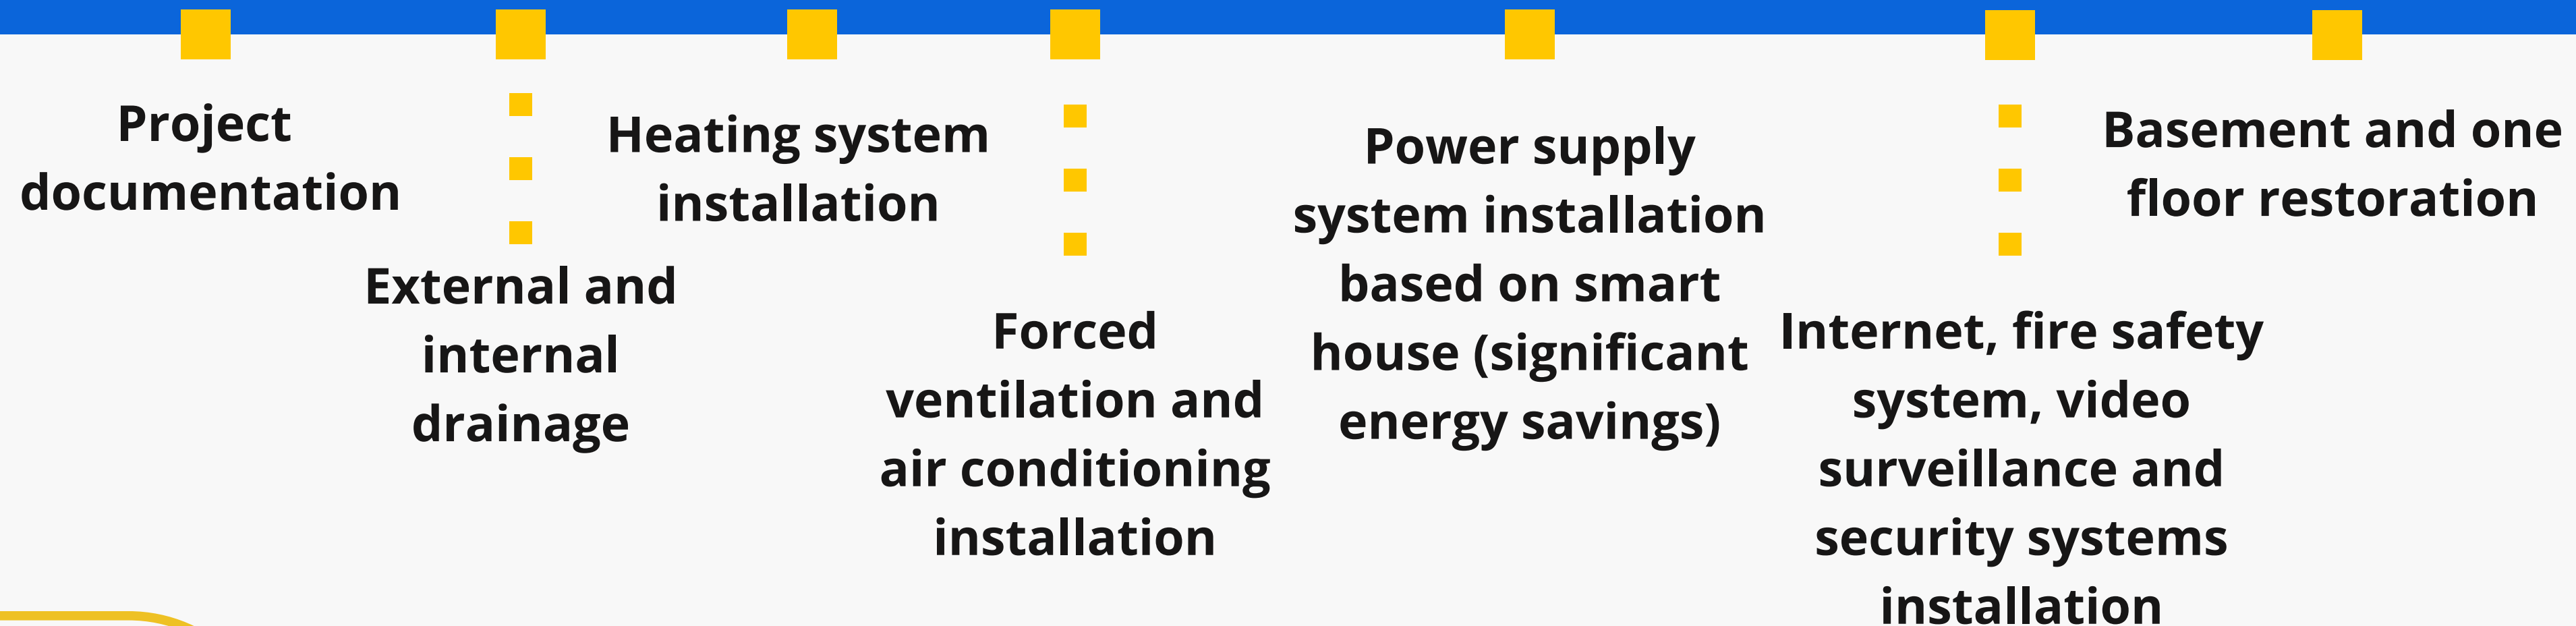 Project
documentation
External and
internal
drainage
Heating system
installation
Forced
ventilation and
air conditioning
installation
Power supply
system installation
based on smart
house (significant
energy savings)
Internet, fire safety
system, video
surveillance and
security systems
installation
Basement and one
floor restoration